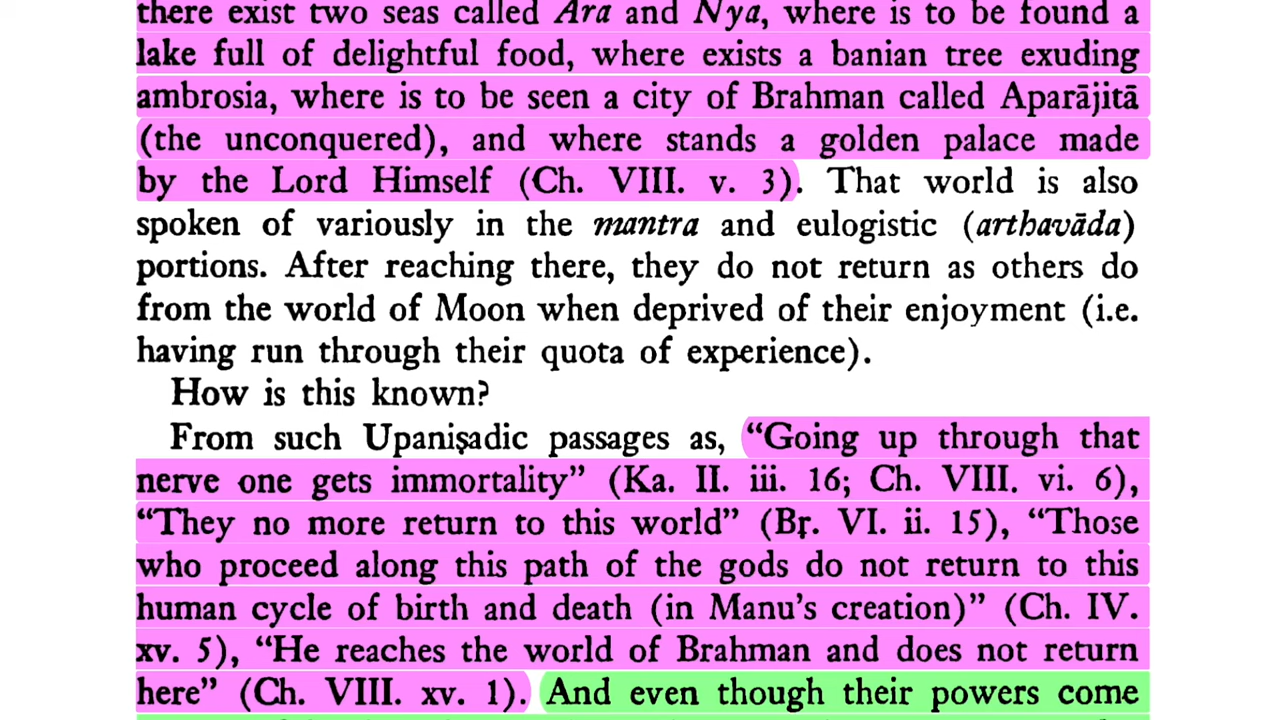 there exist two seas called Ara and Nya, where is to be found a
lake full of delightful food, where exists a banian tree exuding
ambrosia, where is to be seen a city of Brahman called Aparājitā
(the unconquered), and where stands a golden palace made
by the Lord Himself (Ch. VIII. v. 3). That world is also
spoken of variously in the mantra and eulogistic (arthavāda)
portions. After reaching there, they do not return as others do
from the world of Moon when deprived of their enjoyment (i.e.
having run through their quota of experience).
How is this known?
From such Upaniṣadic passages as, “Going up through that
nerve one gets immortality” (Ka. II. iii. 16; Ch. VIII. vi. 6),
“They no more return to this world” (Bṛ. VI. ii. 15), “Those
who proceed along this path of the gods do not return to this
human cycle of birth and death (in Manu’s creation)” (Ch. IV.
xv. 5), “He reaches the world of Brahman and does not return
here” (Ch. VIII. xv. 1). And even though their powers come